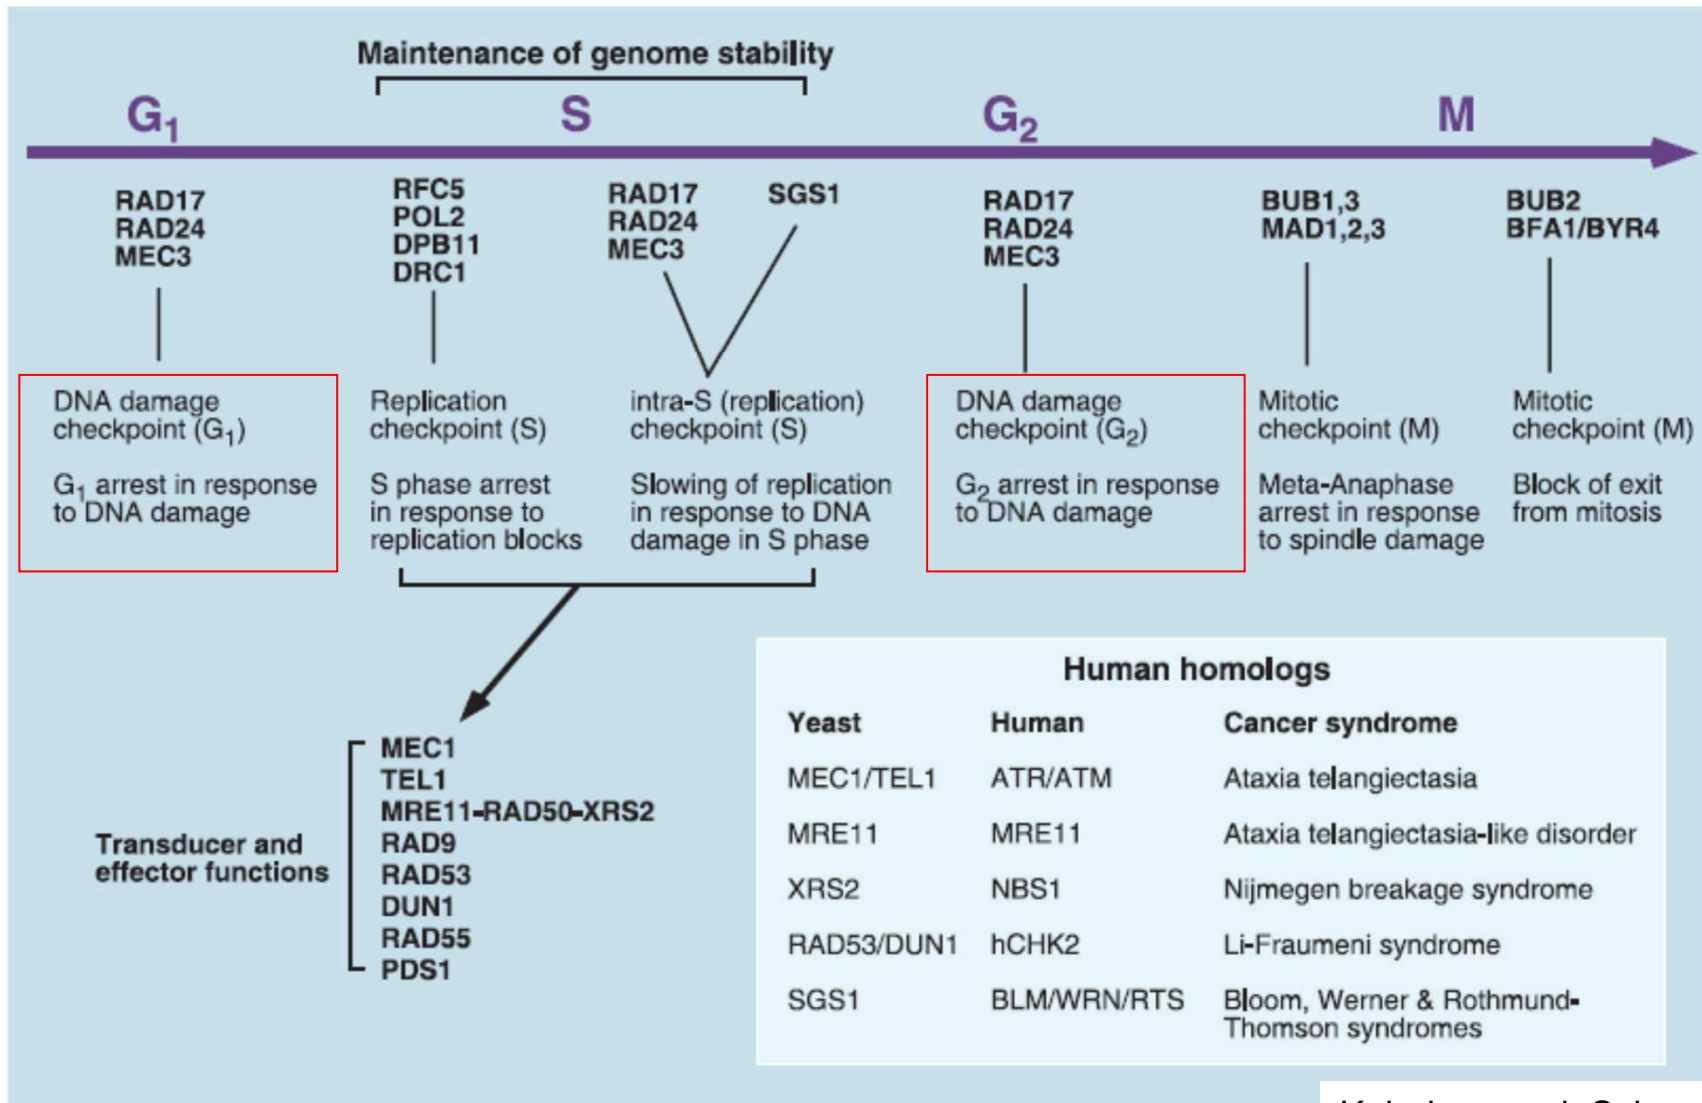 Maintenance of genome stability
G1
S
G2
M
RAD17
RAD24
MEC3
RFC5
POL2
DPB11
DRC1
RAD17
RAD24
MEC3
SGS1
RAD17
RAD24
MEC3
BUB1,3
MAD1,2,3
BUB2
BFA1/BYR4
DNA damage
checkpoint (G1)
G1 arrest in response
to DNA damage
Replication
checkpoint (S)
S phase arrest
in response to
replication blocks
intra-S (replication)
checkpoint (S)
Slowing of replication
in response to DNA
damage in S phase
DNA damage
checkpoint (G2)
G2 arrest in response
to DNA damage
Mitotic
checkpoint (M)
Meta-Anaphase
arrest in response
to spindle damage
Mitotic
checkpoint (M)
Block of exit
from mitosis
Transducer and
effector functions
MEC1
TEL1
MRE11-RAD50-XRS2
RAD9
RAD53
DUN1
RAD55
PDS1
Human homologs
Yeast Human Cancer syndrome
MEC1/TEL1 ATR/ATM Ataxia telangiectasia
MRE11 MRE11 Ataxia telangiectasia-like disorder
XRS2 NBS1 Nijmegen breakage syndrome
RAD53/DUN1 hCHK2 Li-Fraumeni syndrome
SGS1 BLM/WRN/RTS Bloom, Werner & Rothmund-
Thomson syndromes